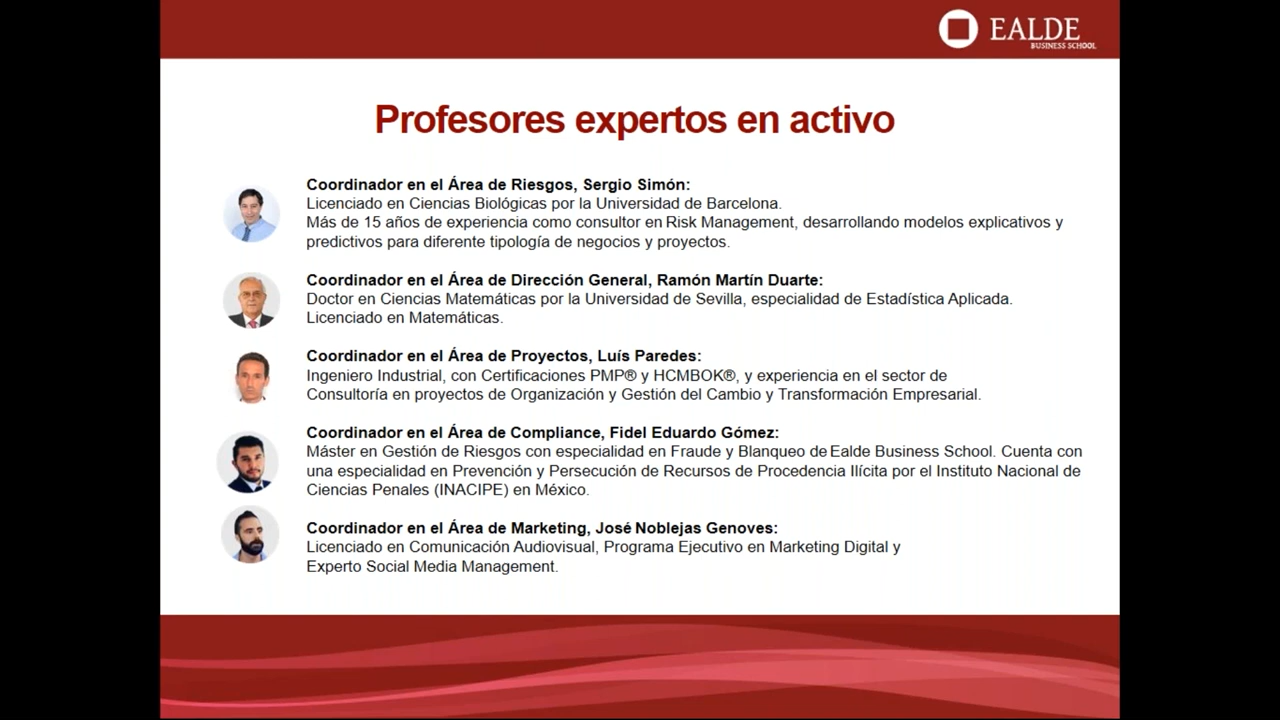 EALDE
BUSINESS SCHOOL
Profesores expertos en activo
Coordinador en el Área de Riesgos, Sergio Simón:
Licenciado en Ciencias Biológicas por la Universidad de Barcelona.
Más de 15 años de experiencia como consultor en Risk Management, desarrollando modelos explicativos y
predictivos para diferente tipología de negocios y proyectos.
Coordinador en el Área de Dirección General, Ramón Martín Duarte:
Doctor en Ciencias Matemáticas por la Universidad de Sevilla, especialidad de Estadística Aplicada.
Licenciado en Matemáticas.
Coordinador en el Área de Proyectos, Luís Paredes:
Ingeniero Industrial, con Certificaciones PMP® y HCMBOK®, y experiencia en el sector de
Consultoría en proyectos de Organización y Gestión del Cambio y Transformación Empresarial.
Coordinador en el Área de Compliance, Fidel Eduardo Gómez:
Máster en Gestión de Riesgos con especialidad en Fraude y Blanqueo de Ealde Business School. Cuenta con
una especialidad en Prevención y Persecución de Recursos de Procedencia Ilícita por el Instituto Nacional de
Ciencias Penales (INACIPE) en México.
Coordinador en el Área de Marketing, José Noblejas Genoves:
Licenciado en Comunicación Audiovisual, Programa Ejecutivo en Marketing Digital y
Experto Social Media Management.